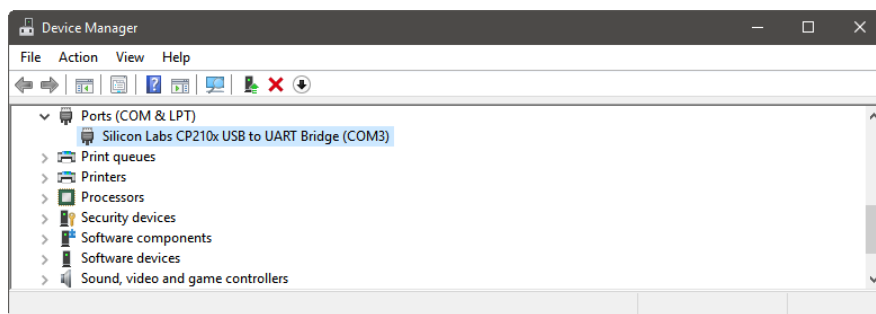 Device Manager
File Action View Help
Ports (COM & LPT)
Silicon Labs CP210x USB to UART Bridge (COM3)
Print queues
Printers
Processors
Security devices
Software components
Software devices
Sound, video and game controllers